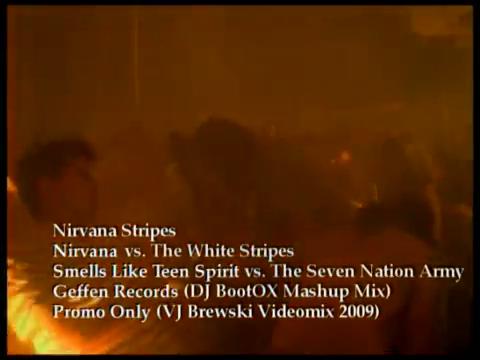 Nirvana Stripes
Nirvana vs. The White Stripes
Smells Like Teen Spirit vs. The Seven Nation Army
Geffen Records (DJ BootOX Mashup Mix)
Promo Only (VJ Brewski Videomix 2009)